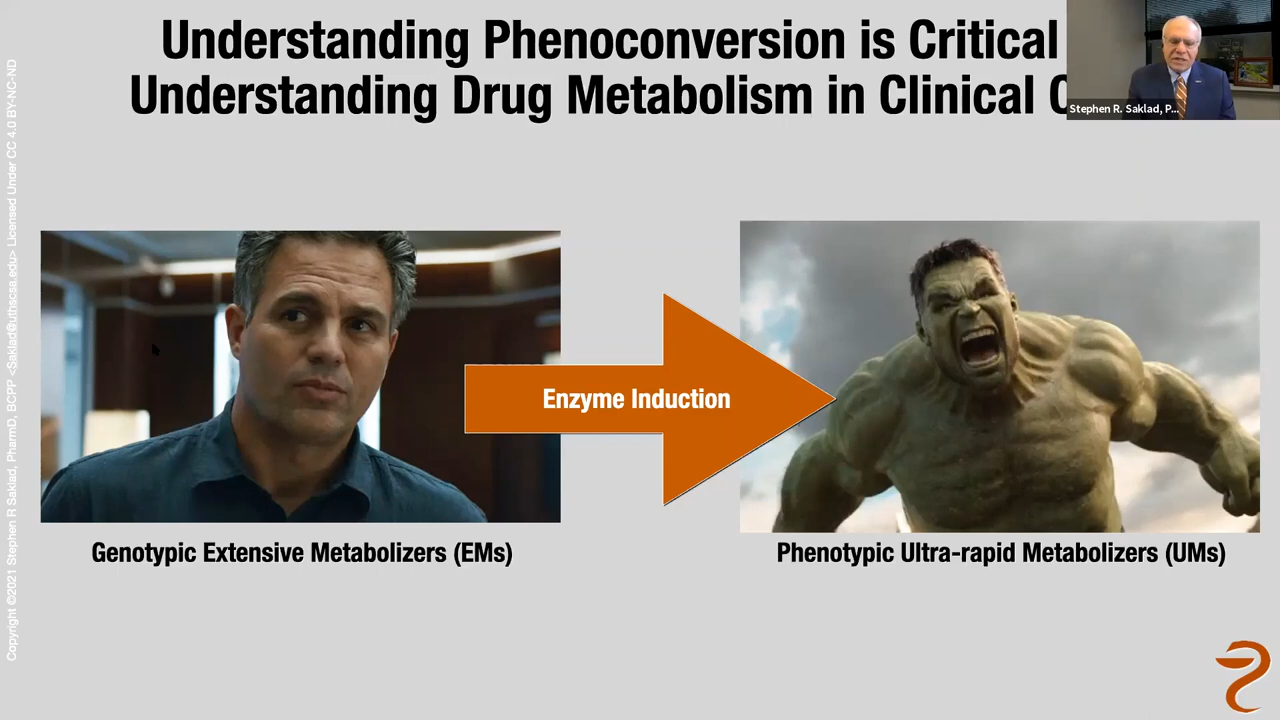 Understanding Phenoconversion is Critical
Understanding Drug Metabolism in Clinical
Stephen R. Saklad, P...
Enzyme Induction
Genotypic Extensive Metabolizers (EMs)
Phenotypic Ultra-rapid Metabolizers (UMs)
Copyright ©2021 Stephen R Saklad, PharmD, BCPP <Saklad@uthscsa.edu> Licensed Under CC 4.0 BY-NC-ND